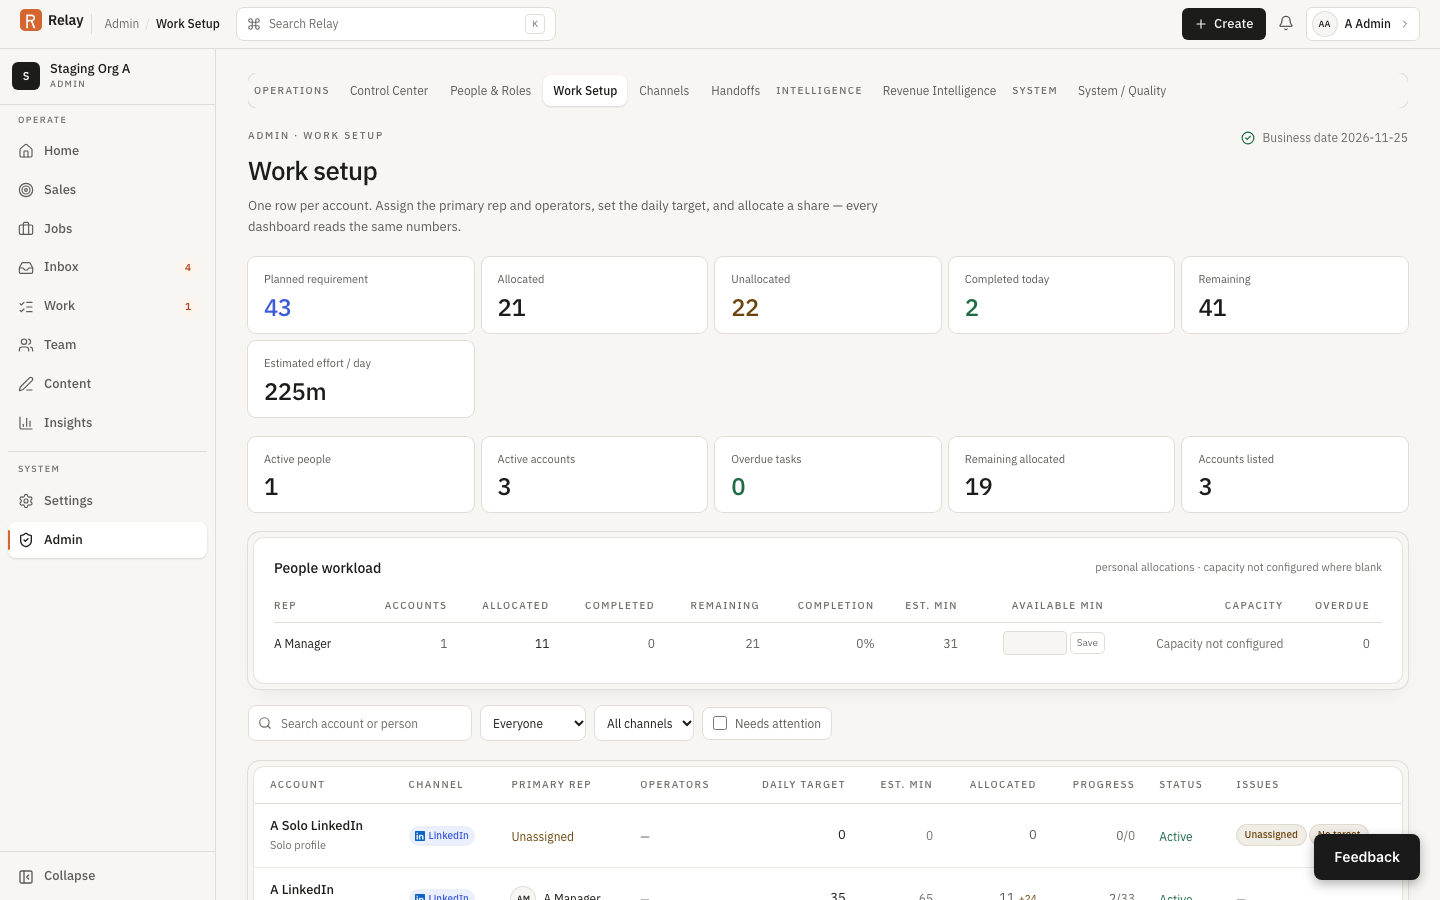 Relay
Admin / Work Setup
Search Relay
K
Create
AA
A Admin
S
Staging Org A
ADMIN
OPERATE
Home
Sales
Jobs
Inbox 4
Work 1
Team
Content
Insights
SYSTEM
Settings
Admin
Collapse
OPERATIONS Control Center People & Roles Work Setup Channels Handoffs INTELLIGENCE Revenue Intelligence SYSTEM System / Quality
ADMIN · WORK SETUP
Business date 2026-11-25
Work setup
One row per account. Assign the primary rep and operators, set the daily target, and allocate a share — every
dashboard reads the same numbers.
Planned requirement Allocated Unallocated Completed today Remaining
43 21 22 2 41
Estimated effort / day
225m
Active people Active accounts Overdue tasks Remaining allocated Accounts listed
1 3 0 19 3
People workload
personal allocations · capacity not configured where blank
REP ACCOUNTS ALLOCATED COMPLETED REMAINING COMPLETION EST. MIN AVAILABLE MIN CAPACITY OVERDUE
A Manager 1 11 0 21 0% 31 Save Capacity not configured 0
Search account or person
Everyone
All channels
Needs attention
ACCOUNT CHANNEL PRIMARY REP OPERATORS DAILY TARGET EST. MIN ALLOCATED PROGRESS STATUS ISSUES
A Solo LinkedIn
Solo profile
LinkedIn Unassigned — 0 0 0 0/0 Active Unassigned No target
A LinkedIn
LinkedIn AM A Manager — 35 65 11 +24 2/33 Active —
Feedback